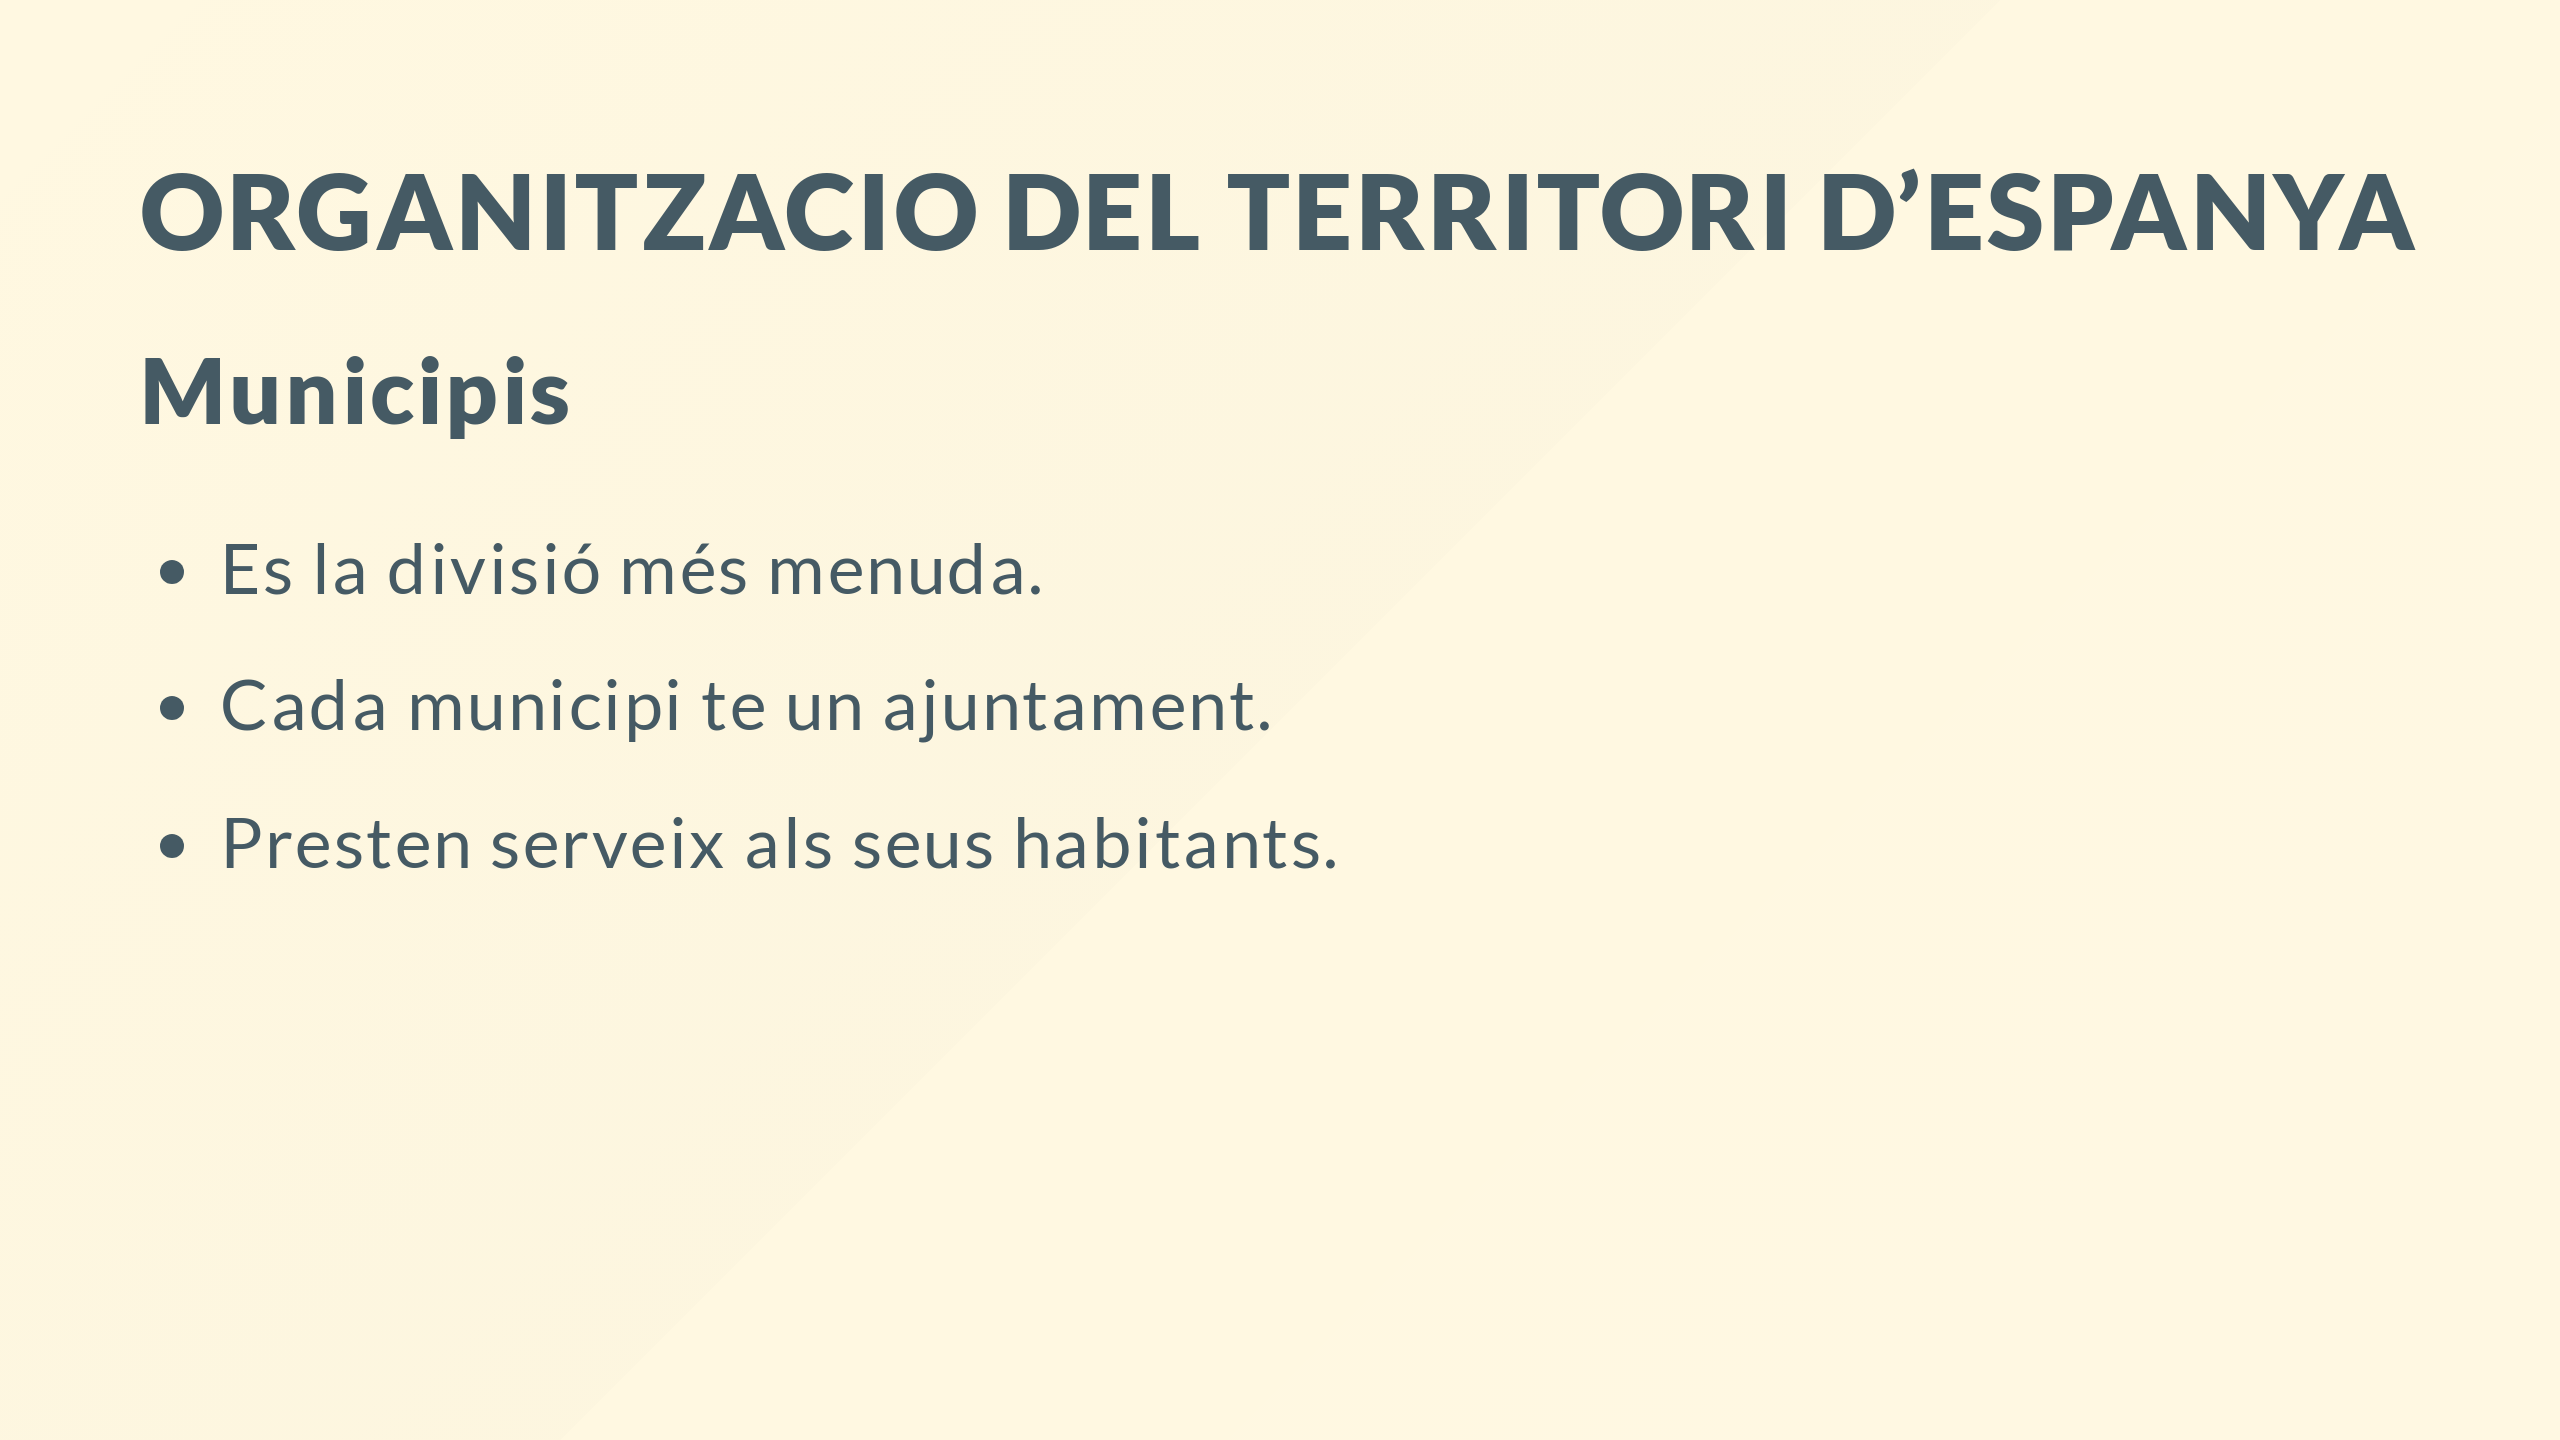 ORGANITZACIO DEL TERRITORI D’ESPANYA
Municipis
• Es la divisió més menuda.
• Cada municipi te un ajuntament.
• Presten serveix als seus habitants.